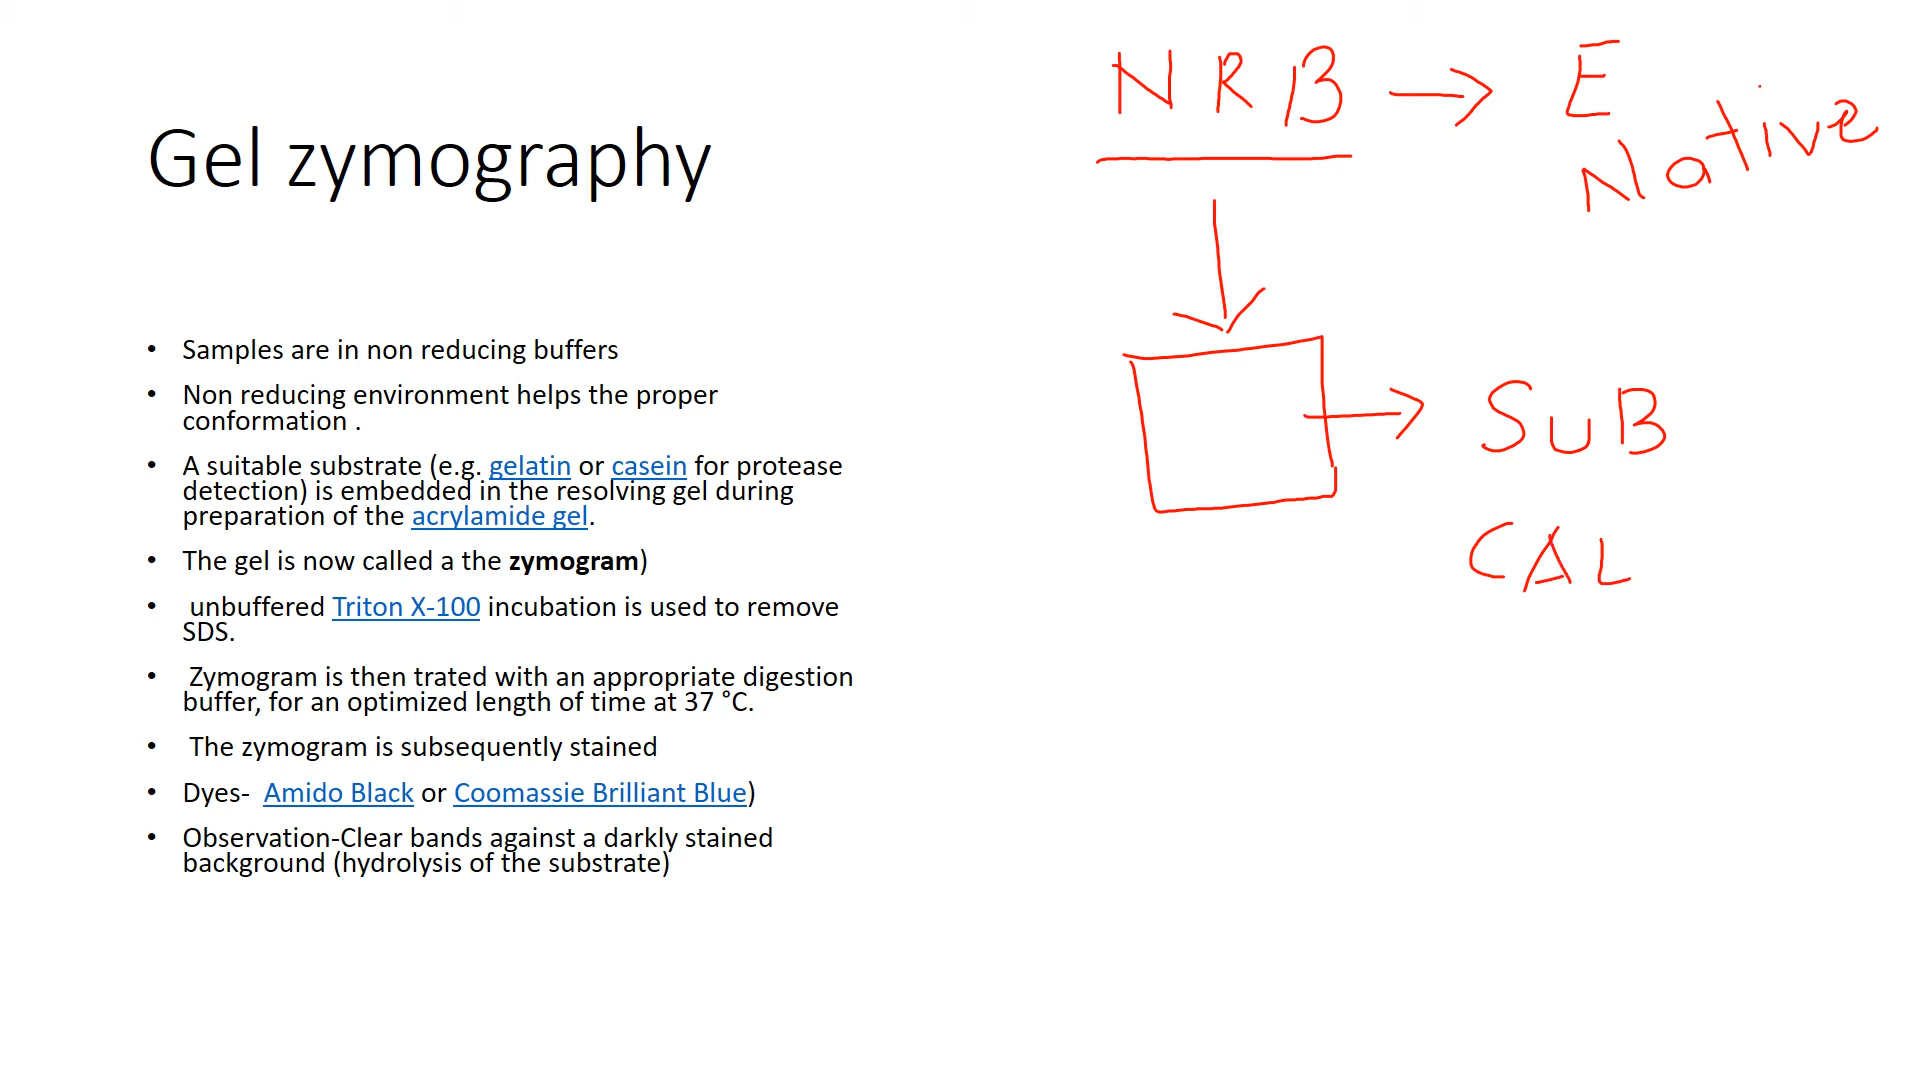 Gel zymography
• Samples are in non reducing buffers
• Non reducing environment helps the proper
conformation .
• A suitable substrate (e.g. gelatin or casein for protease
detection) is embedded in the resolving gel during
preparation of the acrylamide gel.
• The gel is now called a the zymogram)
• unbuffered Triton X-100 incubation is used to remove
SDS.
• Zymogram is then trated with an appropriate digestion
buffer, for an optimized length of time at 37 °C.
• The zymogram is subsequently stained
• Dyes- Amido Black or Coomassie Brilliant Blue)
• Observation-Clear bands against a darkly stained
background (hydrolysis of the substrate)
NRB → E
Native
SuB
CAL